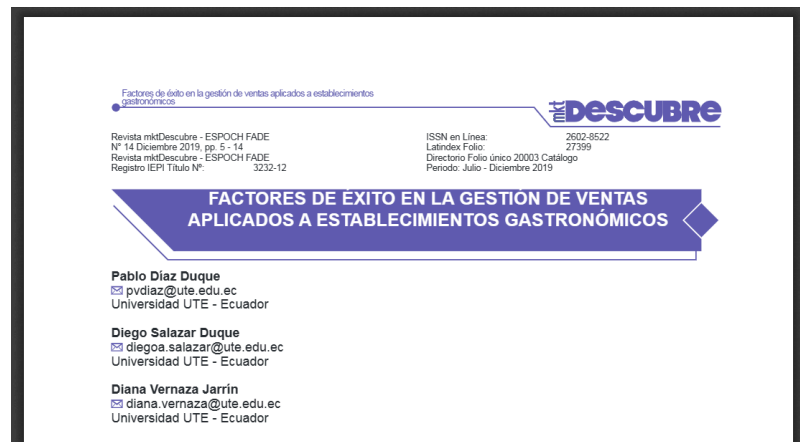 Factores de éxito en la gestión de ventas aplicados a establecimientos
gastronómicos
mkt DESCUBRe
Revista mktDescubre - ESPOCH FADE
N° 14 Diciembre 2019, pp. 5 - 14
Revista mktDescubre - ESPOCH FADE
Registro IEPI Título Nº: 3232-12
ISSN en Línea: 2602-8522
Latindex Folio: 27399
Directorio Folio único 20003 Catálogo
Periodo: Julio - Diciembre 2019
FACTORES DE ÉXITO EN LA GESTIÓN DE VENTAS
APLICADOS A ESTABLECIMIENTOS GASTRONÓMICOS
Pablo Díaz Duque
pvdiaz@ute.edu.ec
Universidad UTE - Ecuador
Diego Salazar Duque
diegoa.salazar@ute.edu.ec
Universidad UTE - Ecuador
Diana Vernaza Jarrín
diana.vernaza@ute.edu.ec
Universidad UTE - Ecuador